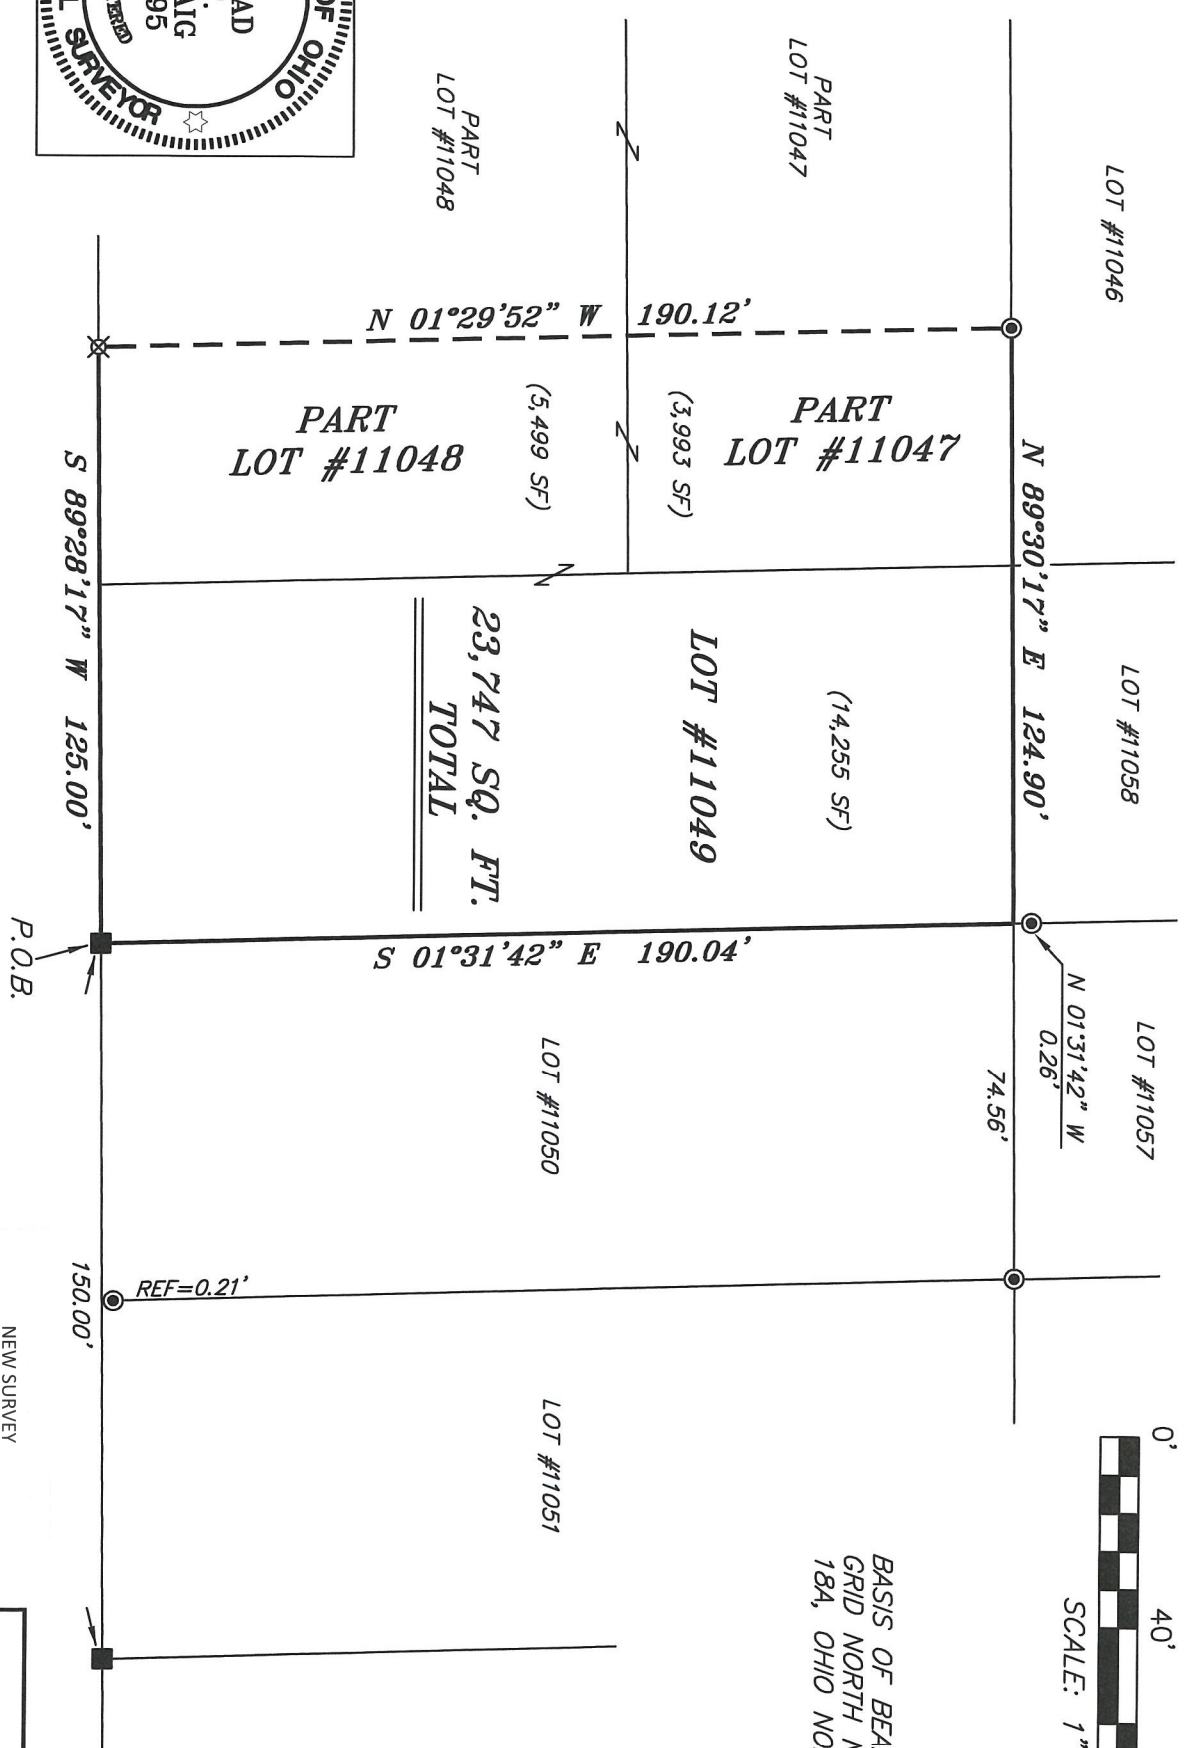 OF OHIO
L SURVEYOR
AD
AIG
95
LOT #11046
LOT #11058
LOT #11057
PART
LOT #11047
PART
LOT #11048
N 89°30'17" E 124.90'
N 01°31'42" W
0.26'
74.56'
N 01°29'52" W 190.12'
PART
LOT #11047
(3,993 SF)
(5,499 SF)
PART
LOT #11048
(14,255 SF)
LOT #11049
23,747 SQ. FT.
TOTAL
S 01°31'42" E 190.04'
LOT #11050
REF=0.21'
LOT #11051
S 89°28'17" W 125.00'
P.O.B.
150.00'
0' 40'
SCALE: 1"
BASIS OF BEA
GRID NORTH N
18A, OHIO NO
NEW SURVEY